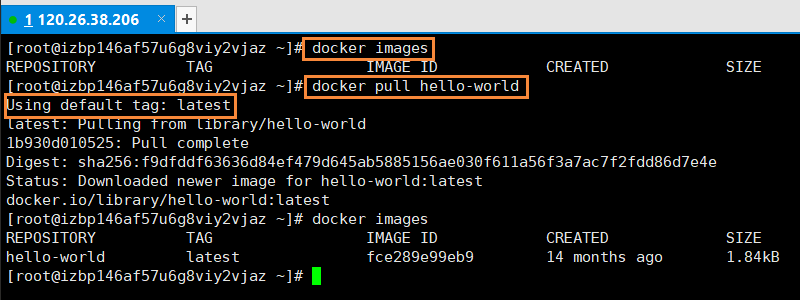 1 120.26.38.206 × +
[root@izbp146af57u6g8viy2vjaz ~]# docker images
REPOSITORY TAG IMAGE ID CREATED SIZE
[root@izbp146af57u6g8viy2vjaz ~]# docker pull hello-world
Using default tag: latest
latest: Pulling from library/hello-world
1b930d010525: Pull complete
Digest: sha256:f9dfddf63636d84ef479d645ab5885156ae030f611a56f3a7ac7f2fdd86d7e4e
Status: Downloaded newer image for hello-world:latest
docker.io/library/hello-world:latest
[root@izbp146af57u6g8viy2vjaz ~]# docker images
REPOSITORY TAG IMAGE ID CREATED SIZE
hello-world latest fce289e99eb9 14 months ago 1.84kB
[root@izbp146af57u6g8viy2vjaz ~]#